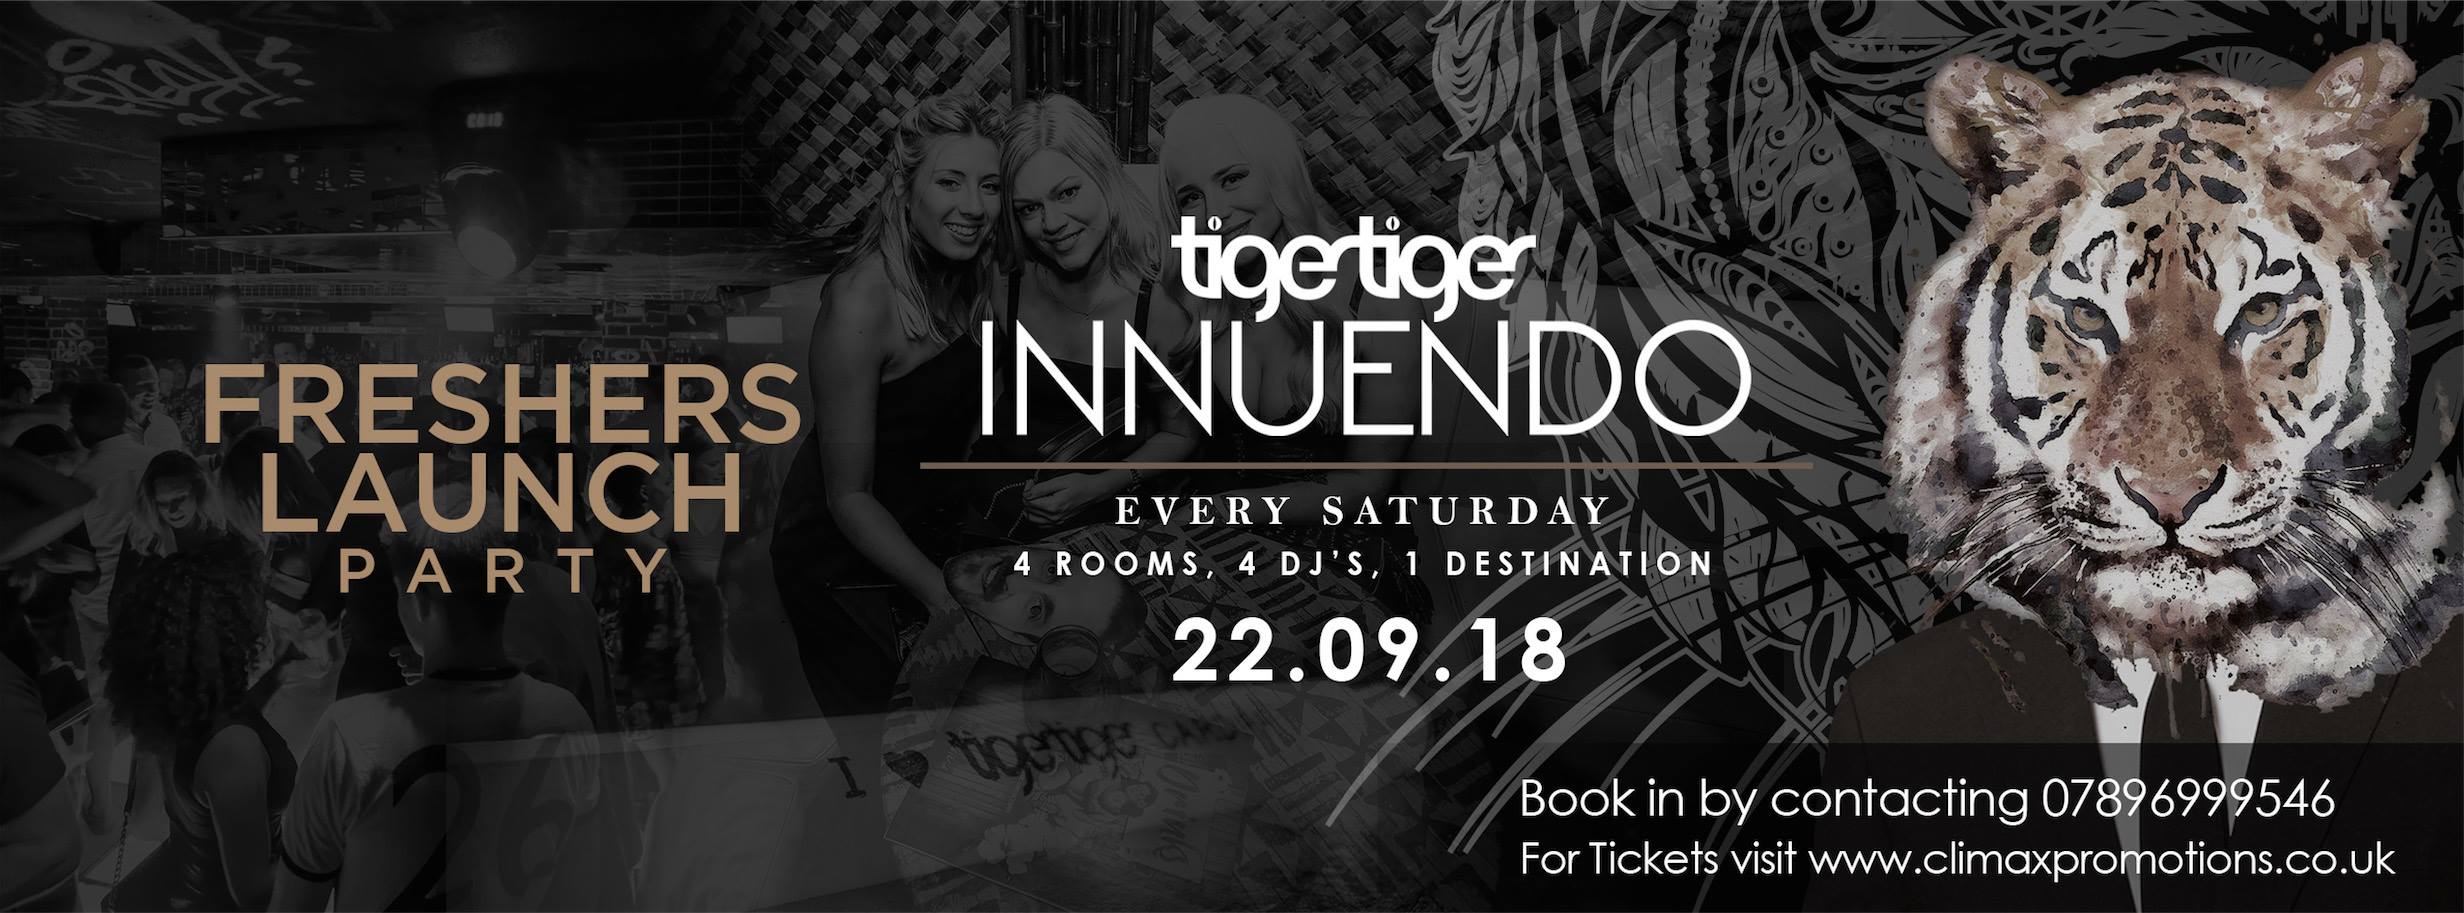 FRESHERS
LAUNCH
PARTY
tigertiger
INNUENDO
EVERY SATURDAY
4 ROOMS, 4 DJ'S, 1 DESTINATION
22.09.18
I ♥ tigertiger
Book in by contacting 07896999546
For Tickets visit www.climaxpromotions.co.uk